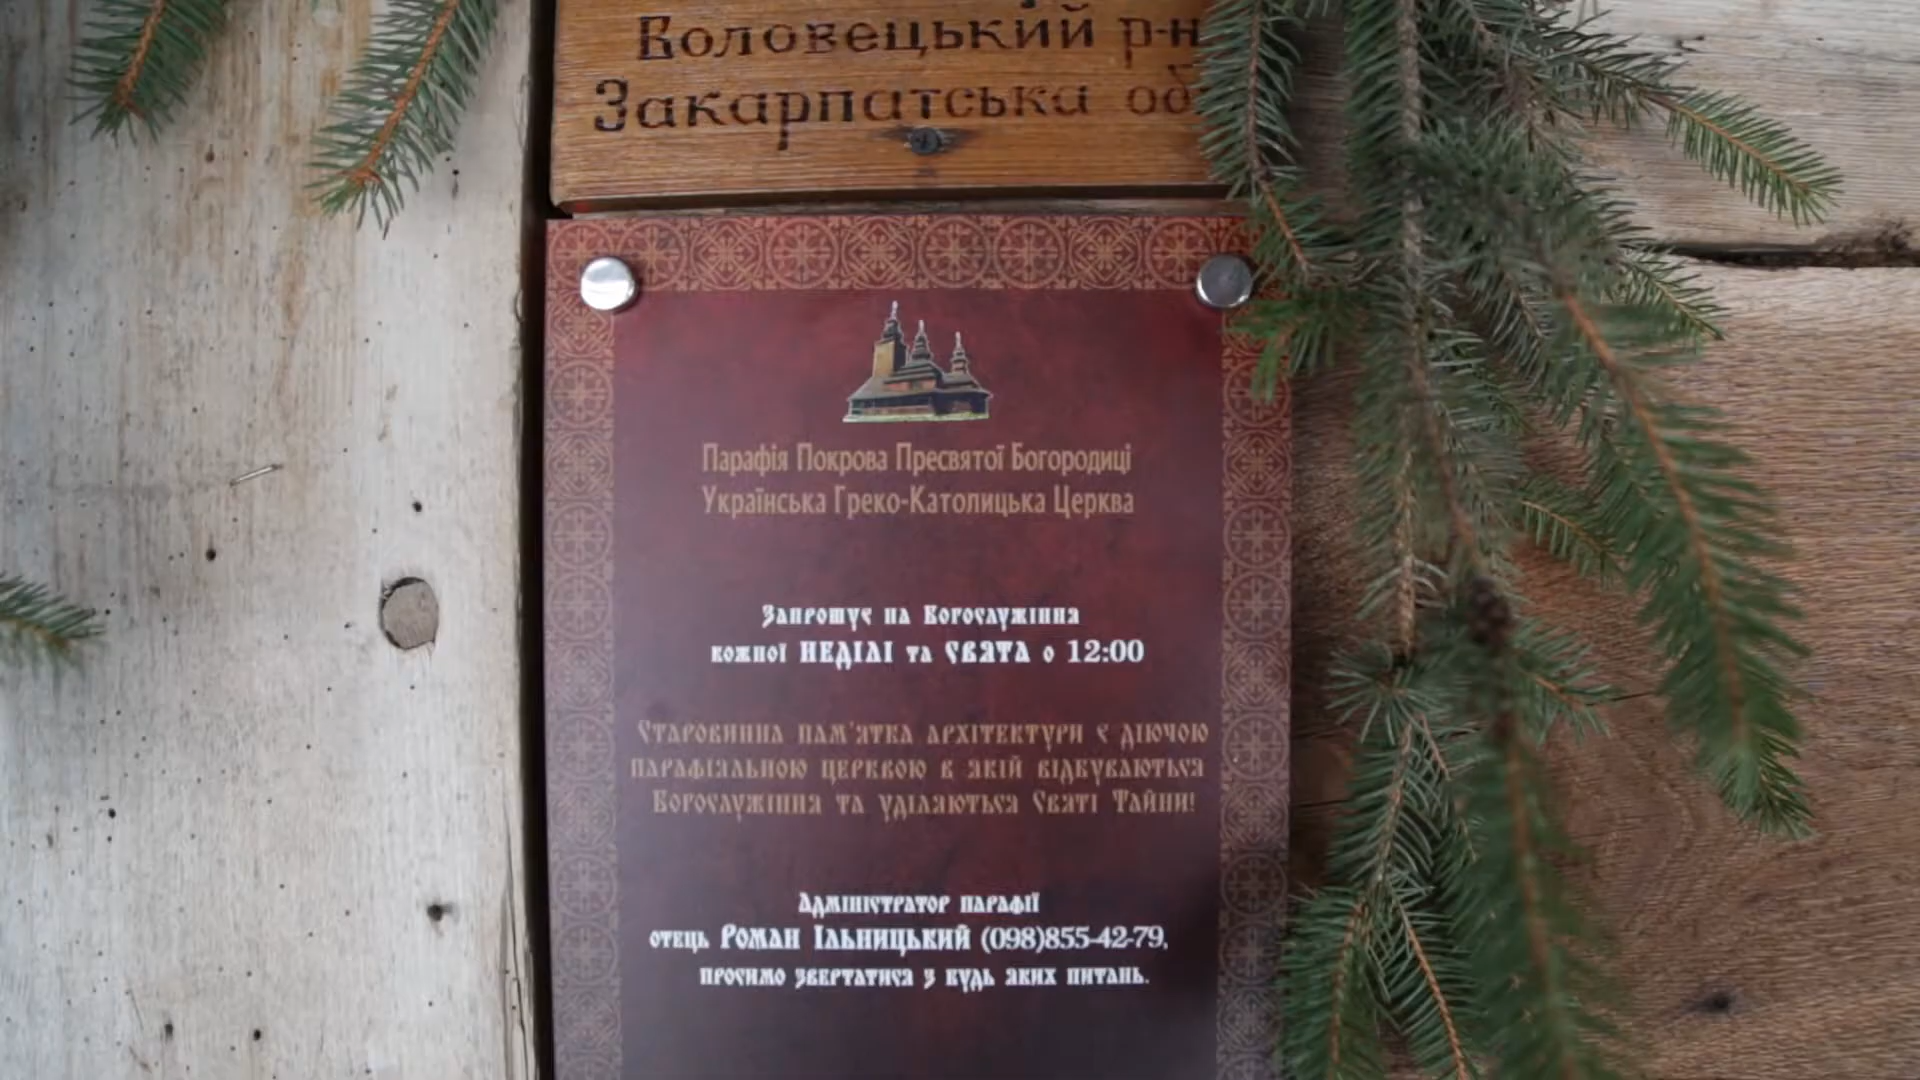 Воловецький р-н
Закарпатська об
Парафія Покрова Пресвятої Богородиці
Українська Греко-Католицька Церква
Запрошує на Богослужіння
кожної НЕДІЛІ та СВЯТА о 12:00
Старовинна пам'ятка архітектури є діючою
парафіяльною церквою в якій відбуваються
Богослужіння та уділяються Святі Тайни!
Адміністратор парафії
отець Роман Ільницький (098)855-42-79,
просимо звертатися з будь яких питань.